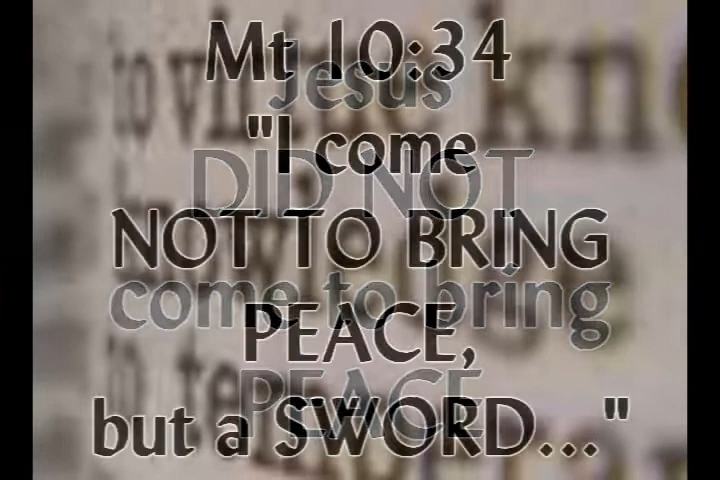 Mt 10:34
Jesus
"I come
DID NOT
NOT TO BRING
come to bring
PEACE,
PEACE
but a SWORD..."